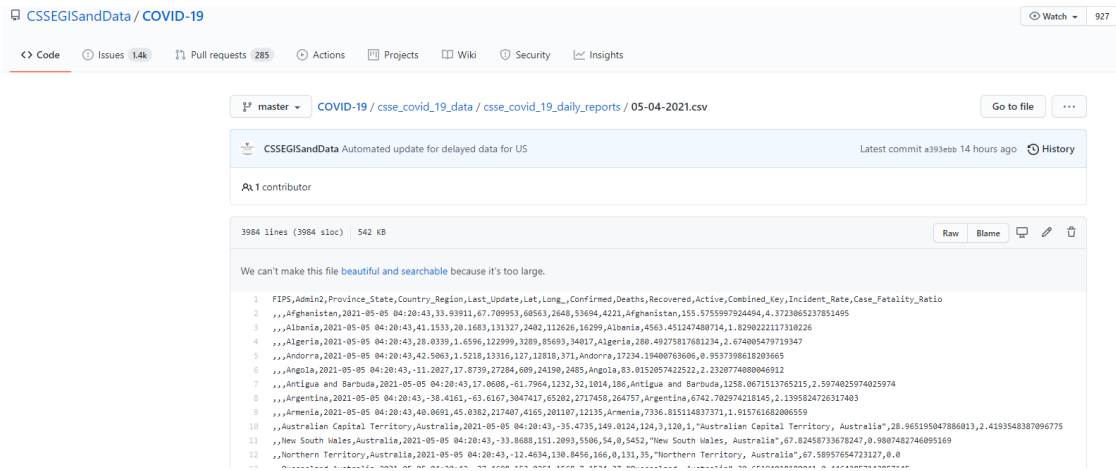 CSSEGISandData / COVID-19
Watch 927
Code Issues 1.4k Pull requests 285 Actions Projects Wiki Security Insights
master COVID-19 / csse_covid_19_data / csse_covid_19_daily_reports / 05-04-2021.csv Go to file ...
CSSEGISandData Automated update for delayed data for US Latest commit a393ebb 14 hours ago History
1 contributor
3984 lines (3984 sloc) 542 KB Raw Blame
We can't make this file beautiful and searchable because it's too large.
1 FIPS,Admin2,Province_State,Country_Region,Last_Update,Lat,Long_,Confirmed,Deaths,Recovered,Active,Combined_Key,Incident_Rate,Case_Fatality_Ratio
2 ,,,Afghanistan,2021-05-05 04:20:43,33.93911,67.709953,60563,2648,53694,4221,Afghanistan,155.5755997924494,4.3723065237851495
3 ,,,Albania,2021-05-05 04:20:43,41.1533,20.1683,131327,2402,112626,16299,Albania,4563.451247480714,1.8290222117310226
4 ,,,Algeria,2021-05-05 04:20:43,28.0339,1.6596,122999,3289,85693,34017,Algeria,280.49275817681234,2.674005479719347
5 ,,,Andorra,2021-05-05 04:20:43,42.5063,1.5218,13316,127,12818,371,Andorra,17234.19400763606,0.9537398618203665
6 ,,,Angola,2021-05-05 04:20:43,-11.2027,17.8739,27284,609,24190,2485,Angola,83.0152057422522,2.2320774080046912
7 ,,,Antigua and Barbuda,2021-05-05 04:20:43,17.0608,-61.7964,1232,32,1014,186,Antigua and Barbuda,1258.0671513765215,2.5974025974025974
8 ,,,Argentina,2021-05-05 04:20:43,-38.4161,-63.6167,3047417,65202,2717458,264757,Argentina,6742.702974218145,2.1395824726317403
9 ,,,Armenia,2021-05-05 04:20:43,40.0691,45.0382,217407,4165,201107,12135,Armenia,7336.815114837371,1.915761682006559
10 ,,Australian Capital Territory,Australia,2021-05-05 04:20:43,-35.4735,149.0124,124,3,120,1,"Australian Capital Territory, Australia",28.965195047886013,2.4193548387096775
11 ,,New South Wales,Australia,2021-05-05 04:20:43,-33.8688,151.2093,5506,54,0,5452,"New South Wales, Australia",67.82458733678247,0.9807482746095169
12 ,,Northern Territory,Australia,2021-05-05 04:20:43,-12.4634,130.8456,166,0,131,35,"Northern Territory, Australia",67.58957654723127,0.0